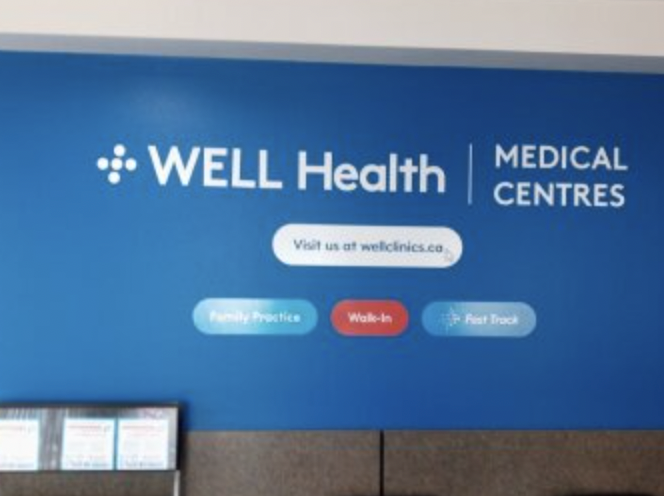 WELL Health
MEDICAL
CENTRES
Visit us at wellclinics.ca
Family Practice
Walk-In
Fast Track